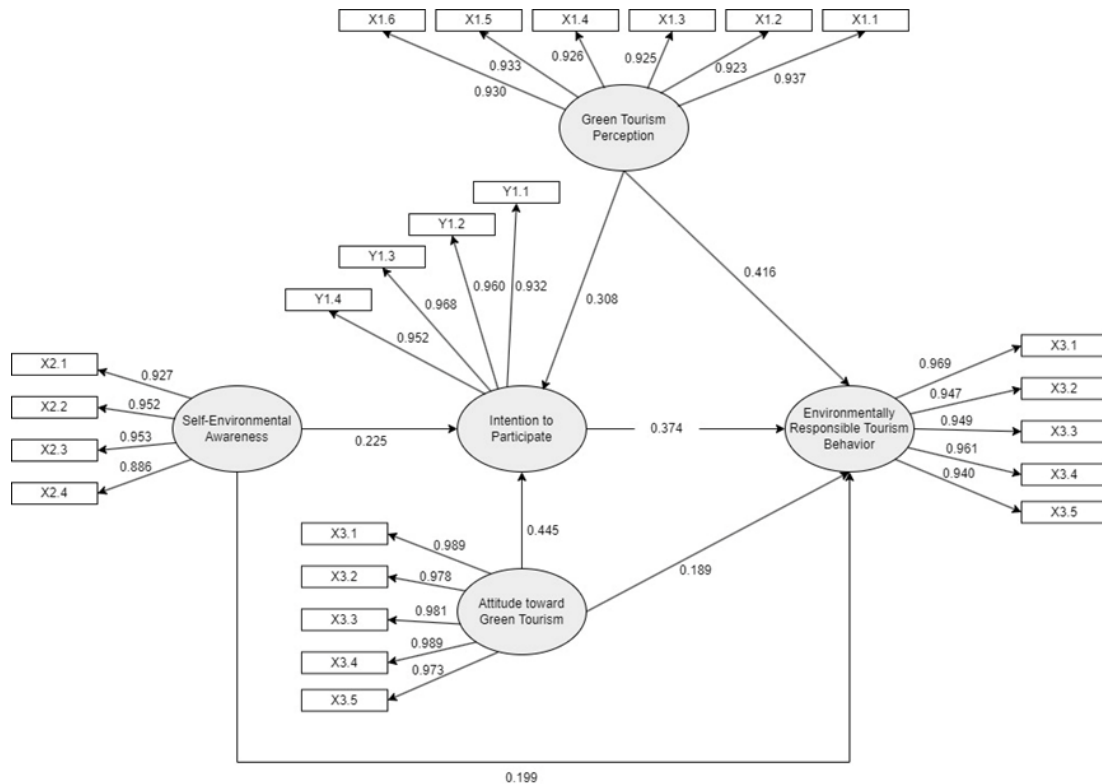 X1.6 X1.5 X1.4 X1.3 X1.2 X1.1
0.930 0.933 0.926 0.925 0.923 0.937
Green Tourism
Perception
Y1.1
Y1.2
Y1.3
Y1.4
0.952 0.968 0.960 0.932
0.308
0.416
X2.1
X2.2
X2.3
X2.4
0.927
0.952
0.953
0.886
Self-Environmental
Awareness
0.225
Intention to
Participate
0.374
Environmentally
Responsible Tourism
Behavior
0.969
0.947
0.949
0.961
0.940
X3.1
X3.2
X3.3
X3.4
X3.5
0.445
X3.1
X3.2
X3.3
X3.4
X3.5
0.989
0.978
0.981
0.989
0.973
Attitude toward
Green Tourism
0.189
0.199